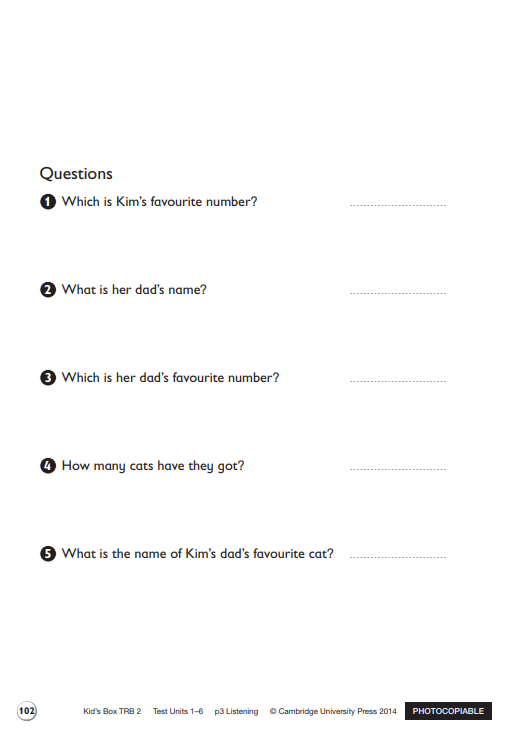 Questions
1 Which is Kim's favourite number? ............................
2 What is her dad's name? ............................
3 Which is her dad's favourite number? ............................
4 How many cats have they got? ............................
5 What is the name of Kim's dad's favourite cat? ............................
102 Kid's Box TRB 2 Test Units 1–6 p3 Listening © Cambridge University Press 2014 PHOTOCOPIABLE